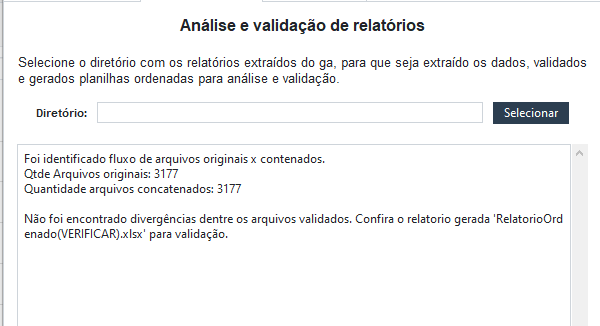 Análise e validação de relatórios
Selecione o diretório com os relatórios extraídos do ga, para que seja extraído os dados, validados
e gerados planilhas ordenadas para análise e validação.
Diretório:
Selecionar
Foi identificado fluxo de arquivos originais x contenados.
Qtde Arquivos originais: 3177
Quantidade arquivos concatenados: 3177
Não foi encontrado divergências dentre os arquivos validados. Confira o relatorio gerada 'RelatorioOrd
enado(VERIFICAR).xlsx' para validação.